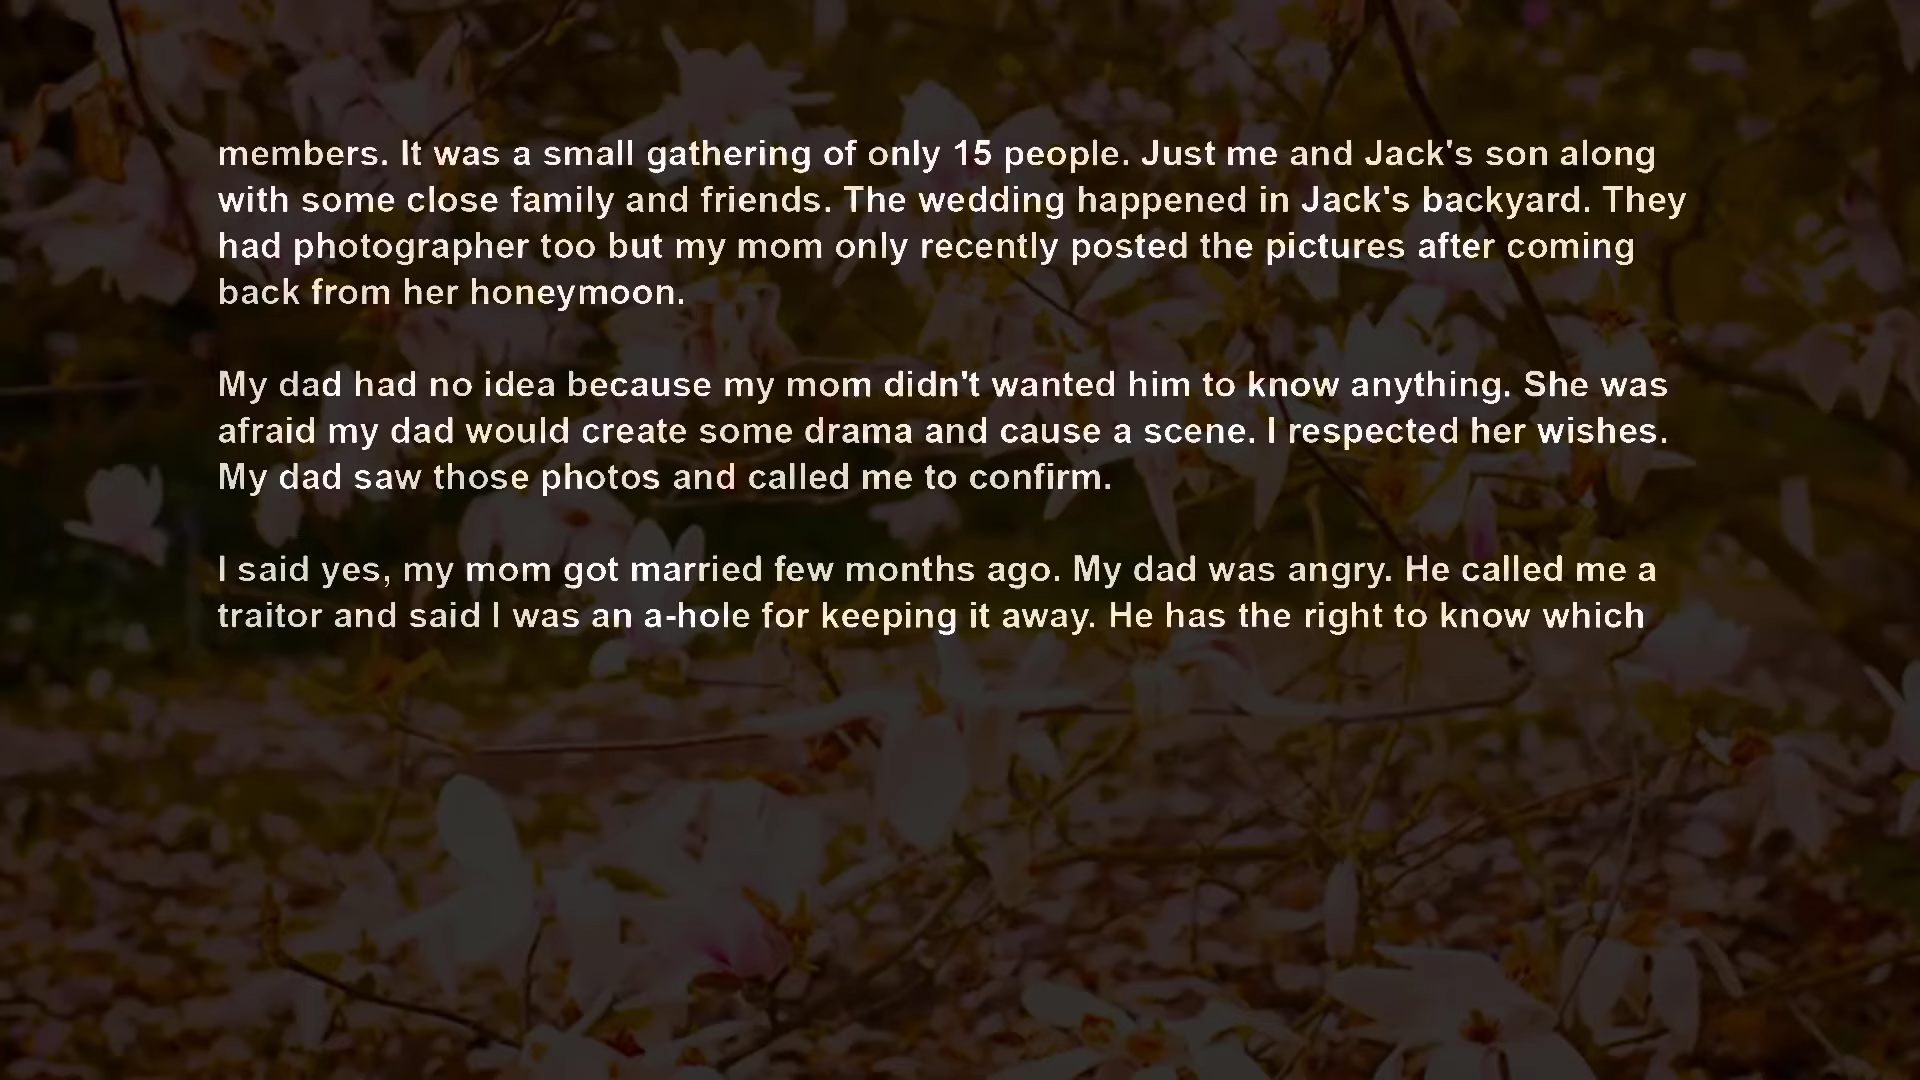 members. It was a small gathering of only 15 people. Just me and Jack's son along
with some close family and friends. The wedding happened in Jack's backyard. They
had photographer too but my mom only recently posted the pictures after coming
back from her honeymoon.
My dad had no idea because my mom didn't wanted him to know anything. She was
afraid my dad would create some drama and cause a scene. I respected her wishes.
My dad saw those photos and called me to confirm.
I said yes, my mom got married few months ago. My dad was angry. He called me a
traitor and said I was an a-hole for keeping it away. He has the right to know which